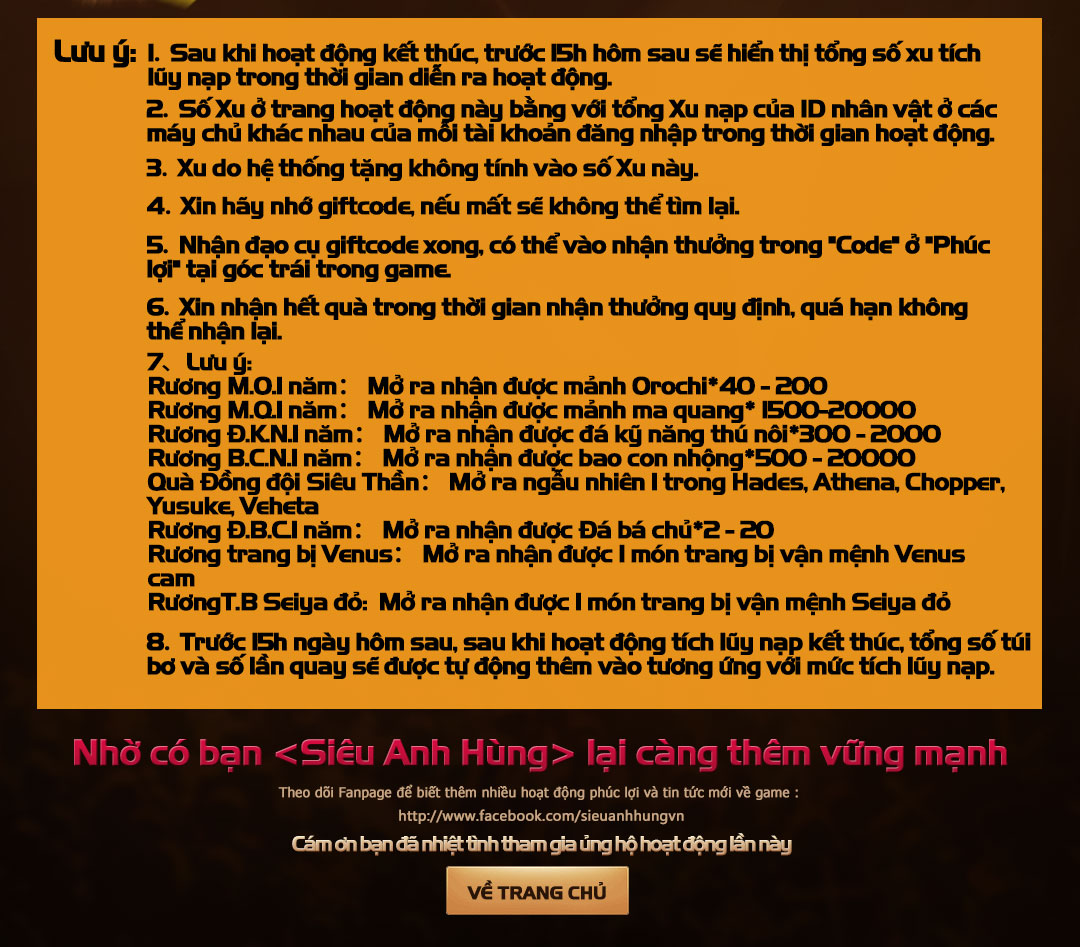 Lưu ý: 1. Sau khi hoạt động kết thúc, trước 15h hôm sau sẽ hiển thị tổng số xu tích
lũy nạp trong thời gian diễn ra hoạt động.
2. Số Xu ở trang hoạt động này bằng với tổng Xu nạp của ID nhân vật ở các
máy chủ khác nhau của mỗi tài khoản đăng nhập trong thời gian hoạt động.
3. Xu do hệ thống tặng không tính vào số Xu này.
4. Xin hãy nhớ giftcode, nếu mất sẽ không thể tìm lại.
5. Nhận đạo cụ giftcode xong, có thể vào nhận thưởng trong "Code" ở "Phúc
lợi" tại góc trái trong game.
6. Xin nhận hết quà trong thời gian nhận thưởng quy định, quá hạn không
thể nhận lại.
7、Lưu ý:
Rương M.O.I năm： Mở ra nhận được mảnh Orochi*40 - 200
Rương M.Q.I năm： Mở ra nhận được mảnh ma quang* 1500-20000
Rương Đ.K.N.I năm： Mở ra nhận được đá kỹ năng thú nôi*300 - 2000
Rương B.C.N.I năm： Mở ra nhận được bao con nhộng*500 - 20000
Quà Đồng đội Siêu Thần： Mở ra ngẫu nhiên 1 trong Hades, Athena, Chopper,
Yusuke, Veheta
Rương Đ.B.C.I năm： Mở ra nhận được Đá bá chủ*2 - 20
Rương trang bị Venus： Mở ra nhận được 1 món trang bị vận mệnh Venus
cam
RươngT.B Seiya đỏ: Mở ra nhận được 1 món trang bị vận mệnh Seiya đỏ
8. Trước 15h ngày hôm sau, sau khi hoạt động tích lũy nạp kết thúc, tổng số túi
bơ và số lần quay sẽ được tự động thêm vào tương ứng với mức tích lũy nạp.
Nhờ có bạn <Siêu Anh Hùng> lại càng thêm vững mạnh
Theo dõi Fanpage để biết thêm nhiều hoạt động phúc lợi và tin tức mới về game :
http://www.facebook.com/sieuanhhungvn
Cám ơn bạn đã nhiệt tình tham gia ủng hộ hoạt động lần này
VỀ TRANG CHỦ